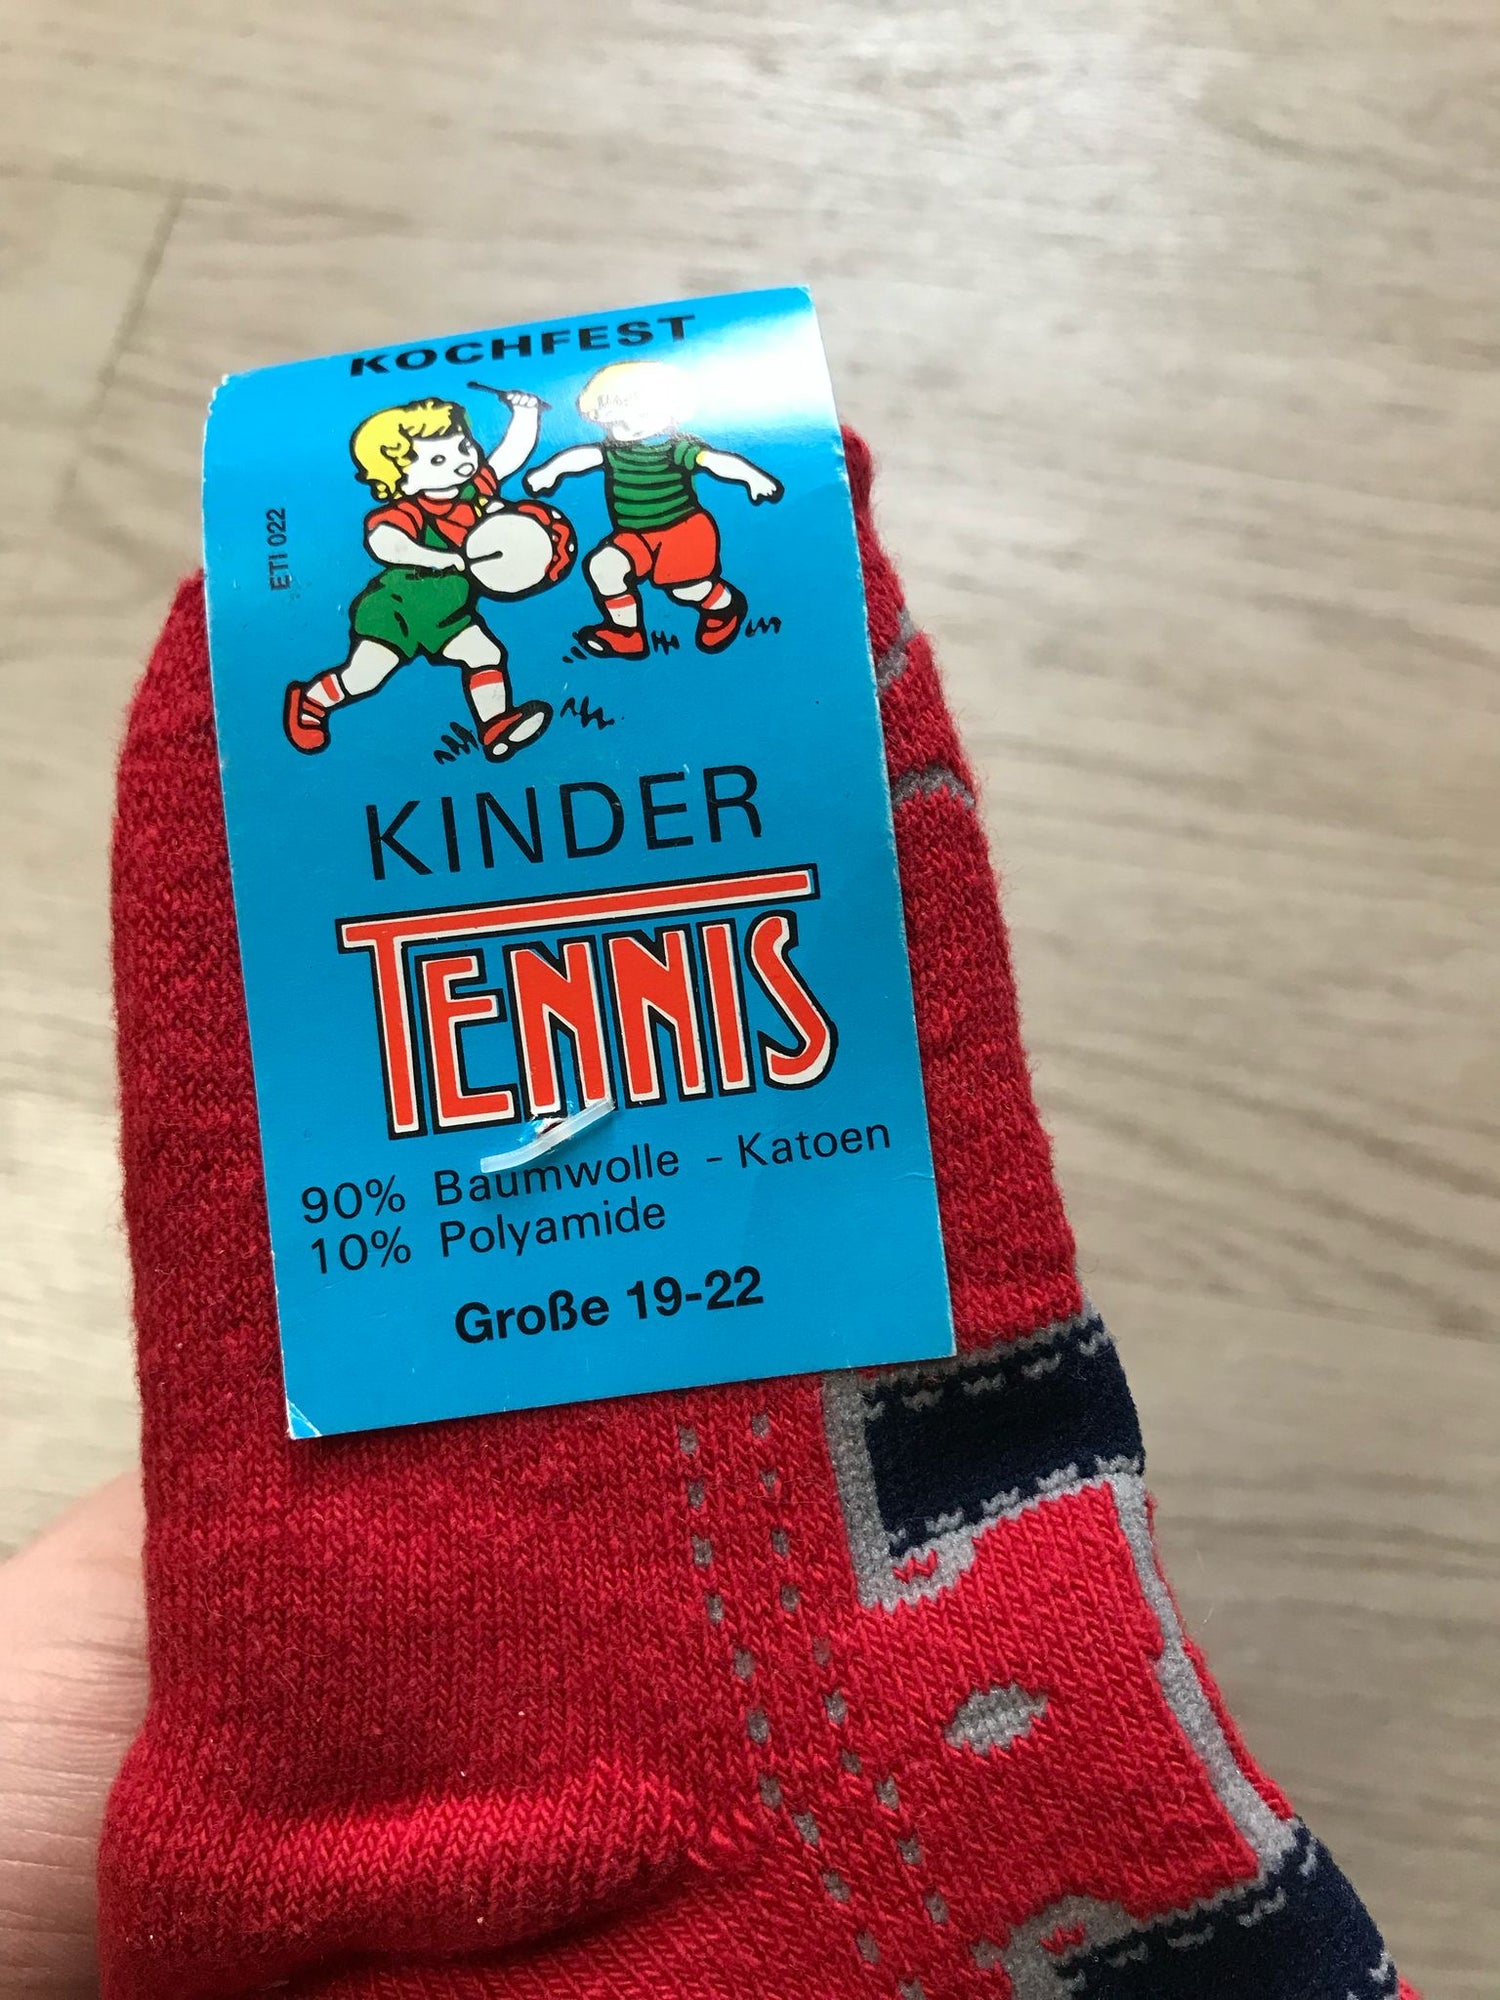 KOCHFEST
ETI 022
KINDER
TENNIS
90% Baumwolle - Katoen
10% Polyamide
Große 19-22